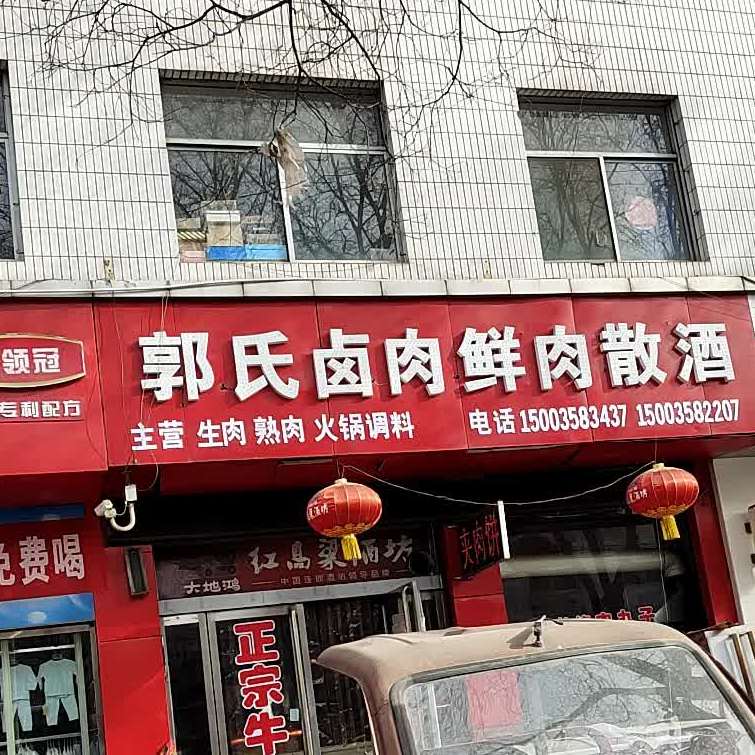 领冠
专利配方
郭氏卤肉鲜肉散酒
主营 生肉 熟肉 火锅调料
电话 15003583437 15003582207
免费喝
红高粱酒坊
大地鸿
夹肉饼
正宗牛